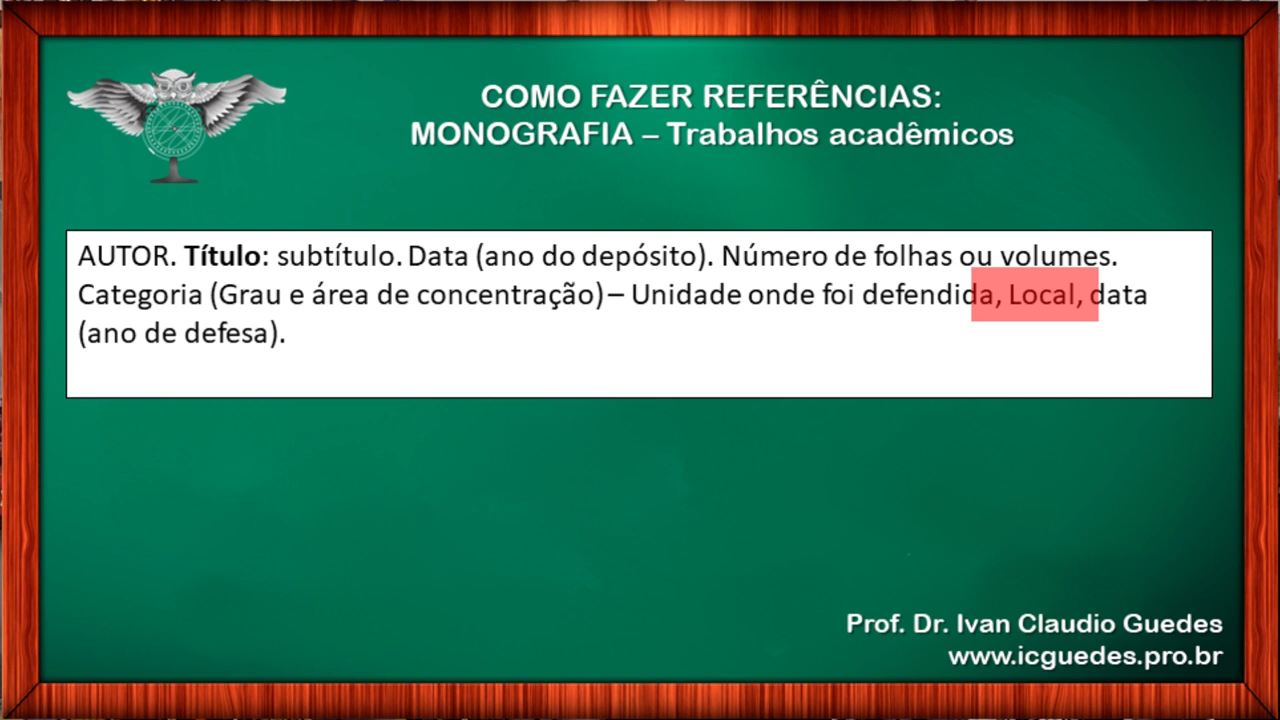 COMO FAZER REFERÊNCIAS:
MONOGRAFIA – Trabalhos acadêmicos
AUTOR. Título: subtítulo. Data (ano do depósito). Número de folhas ou volumes.
Categoria (Grau e área de concentração) – Unidade onde foi defendida, Local, data
(ano de defesa).
Prof. Dr. Ivan Claudio Guedes
www.icguedes.pro.br